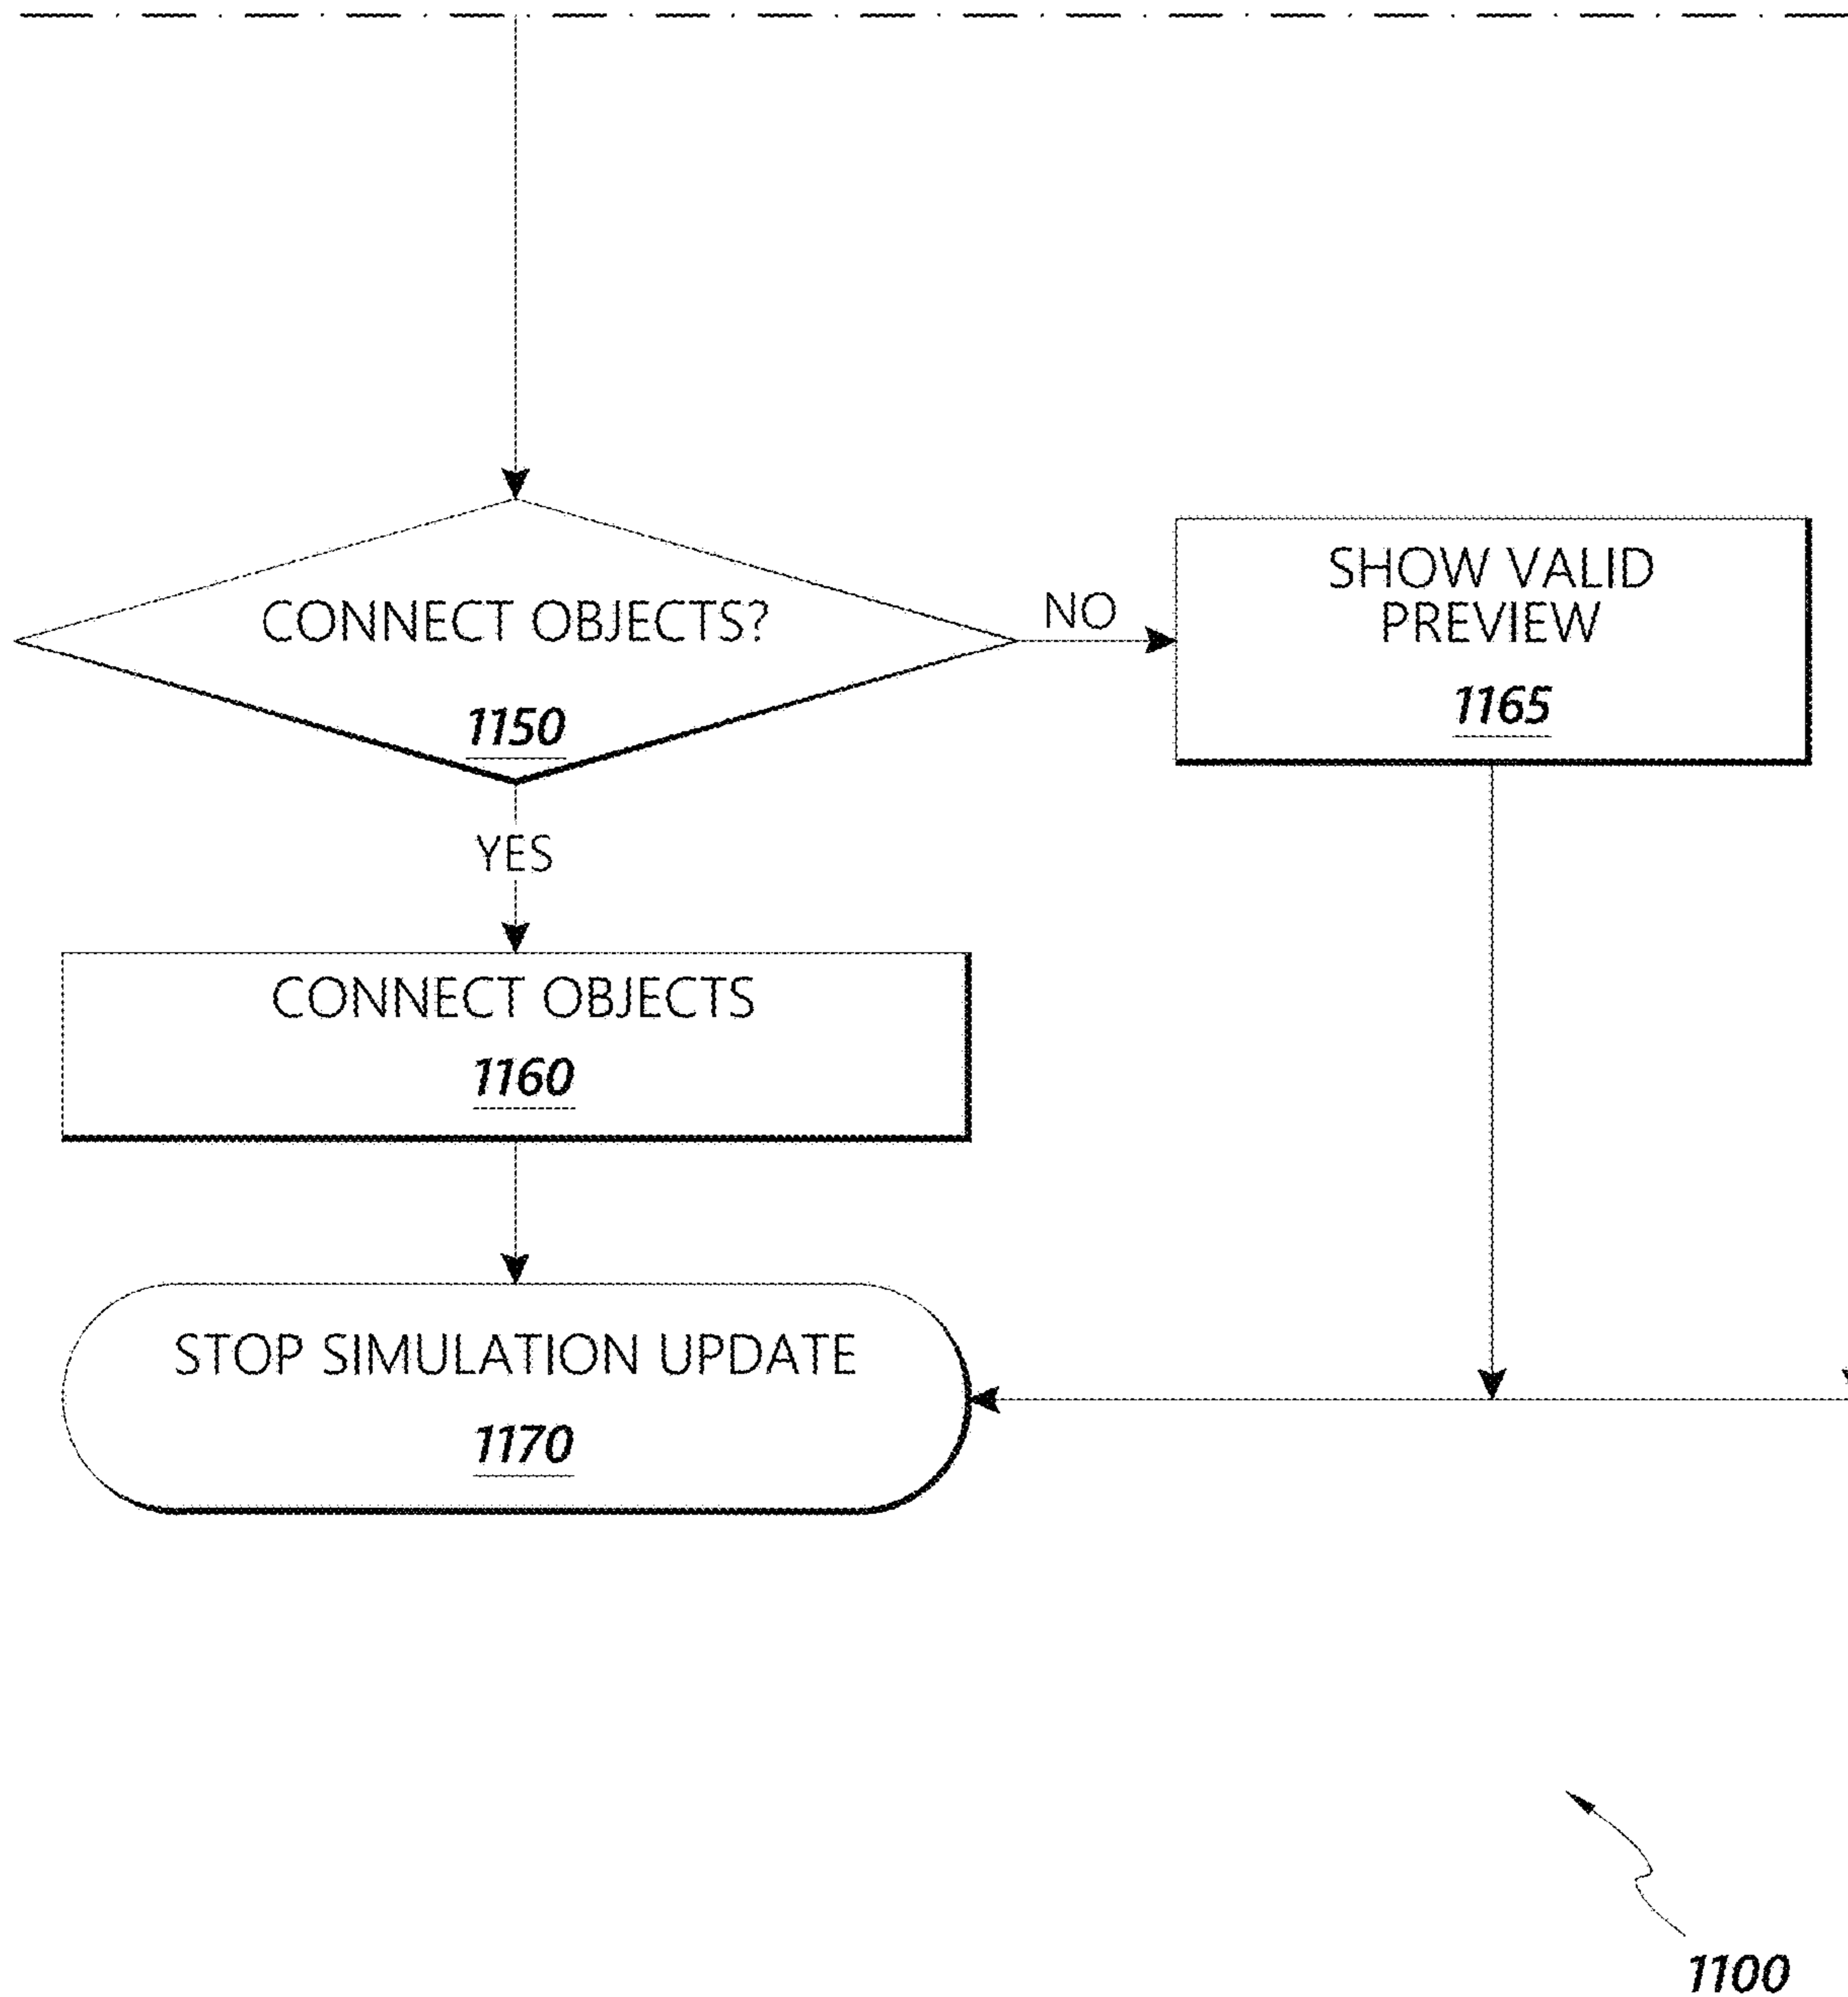 CONNECT OBJECTS?
1150
NO
SHOW VALID
PREVIEW
1165
YES
CONNECT OBJECTS
1160
STOP SIMULATION UPDATE
1170
1100